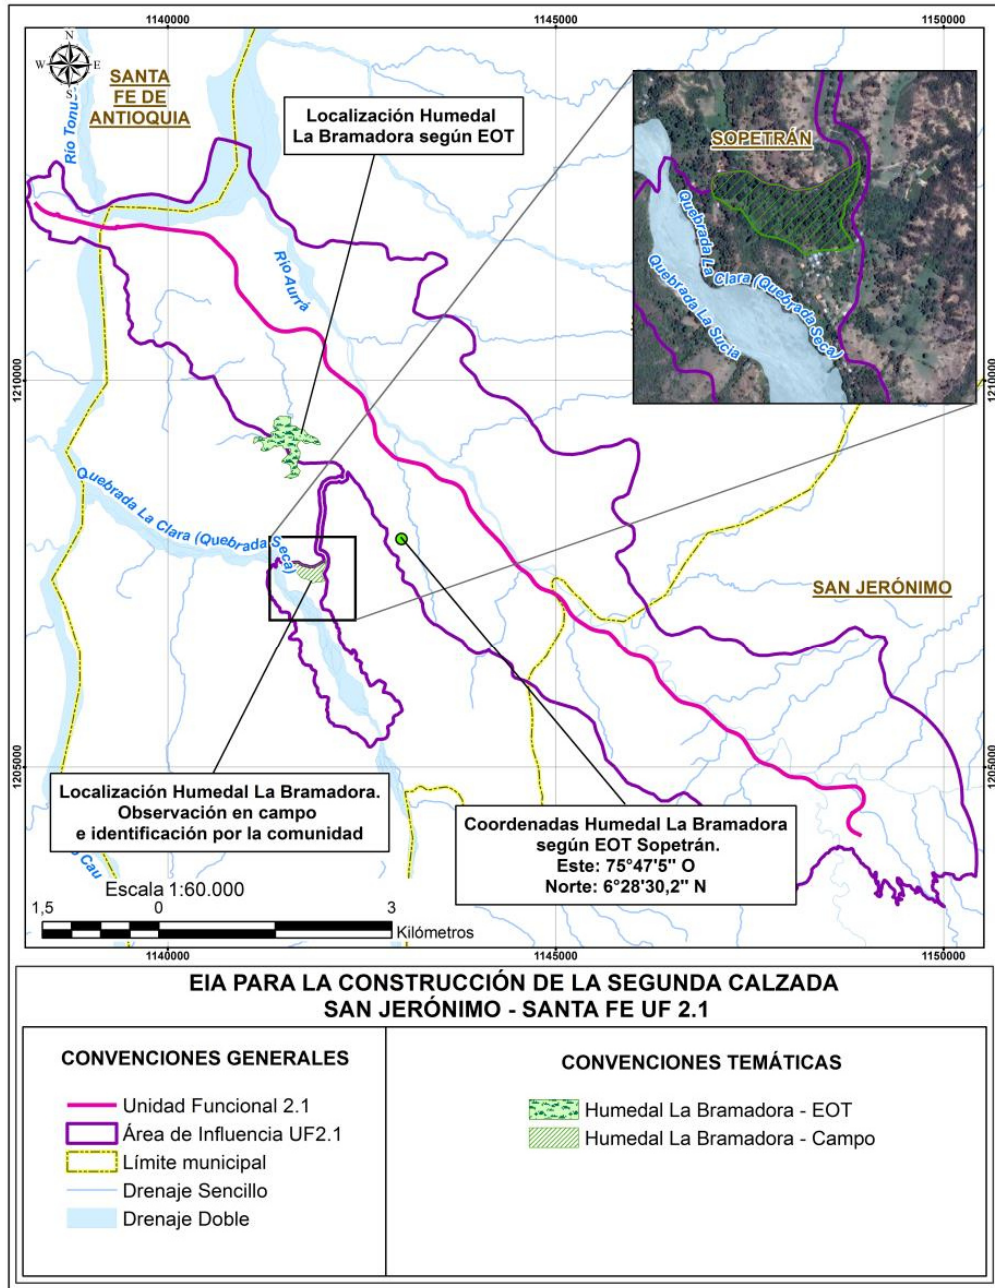 1140000
1145000
1150000
N
W
E
S
SANTA
FE DE
ANTIOQUIA
Río Tonu
Localización Humedal
La Bramadora según EOT
SOPETRÁN
Quebrada La Clara (Quebrada Seca)
Quebrada La Sucia
Río Aurrá
1210000
1210000
Quebrada La Clara (Quebrada Seca)
SAN JERÓNIMO
1205000
1205000
Localización Humedal La Bramadora.
Observación en campo
e identificación por la comunidad
Coordenadas Humedal La Bramadora
según EOT Sopetrán.
Este: 75°47'5" O
Norte: 6°28'30,2" N
Cau
Escala 1:60.000
1,5
0
3
Kilómetros
1140000
1145000
1150000
EIA PARA LA CONSTRUCCIÓN DE LA SEGUNDA CALZADA
SAN JERÓNIMO - SANTA FE UF 2.1
CONVENCIONES GENERALES
Unidad Funcional 2.1
Área de Influencia UF2.1
Límite municipal
Drenaje Sencillo
Drenaje Doble
CONVENCIONES TEMÁTICAS
Humedal La Bramadora - EOT
Humedal La Bramadora - Campo